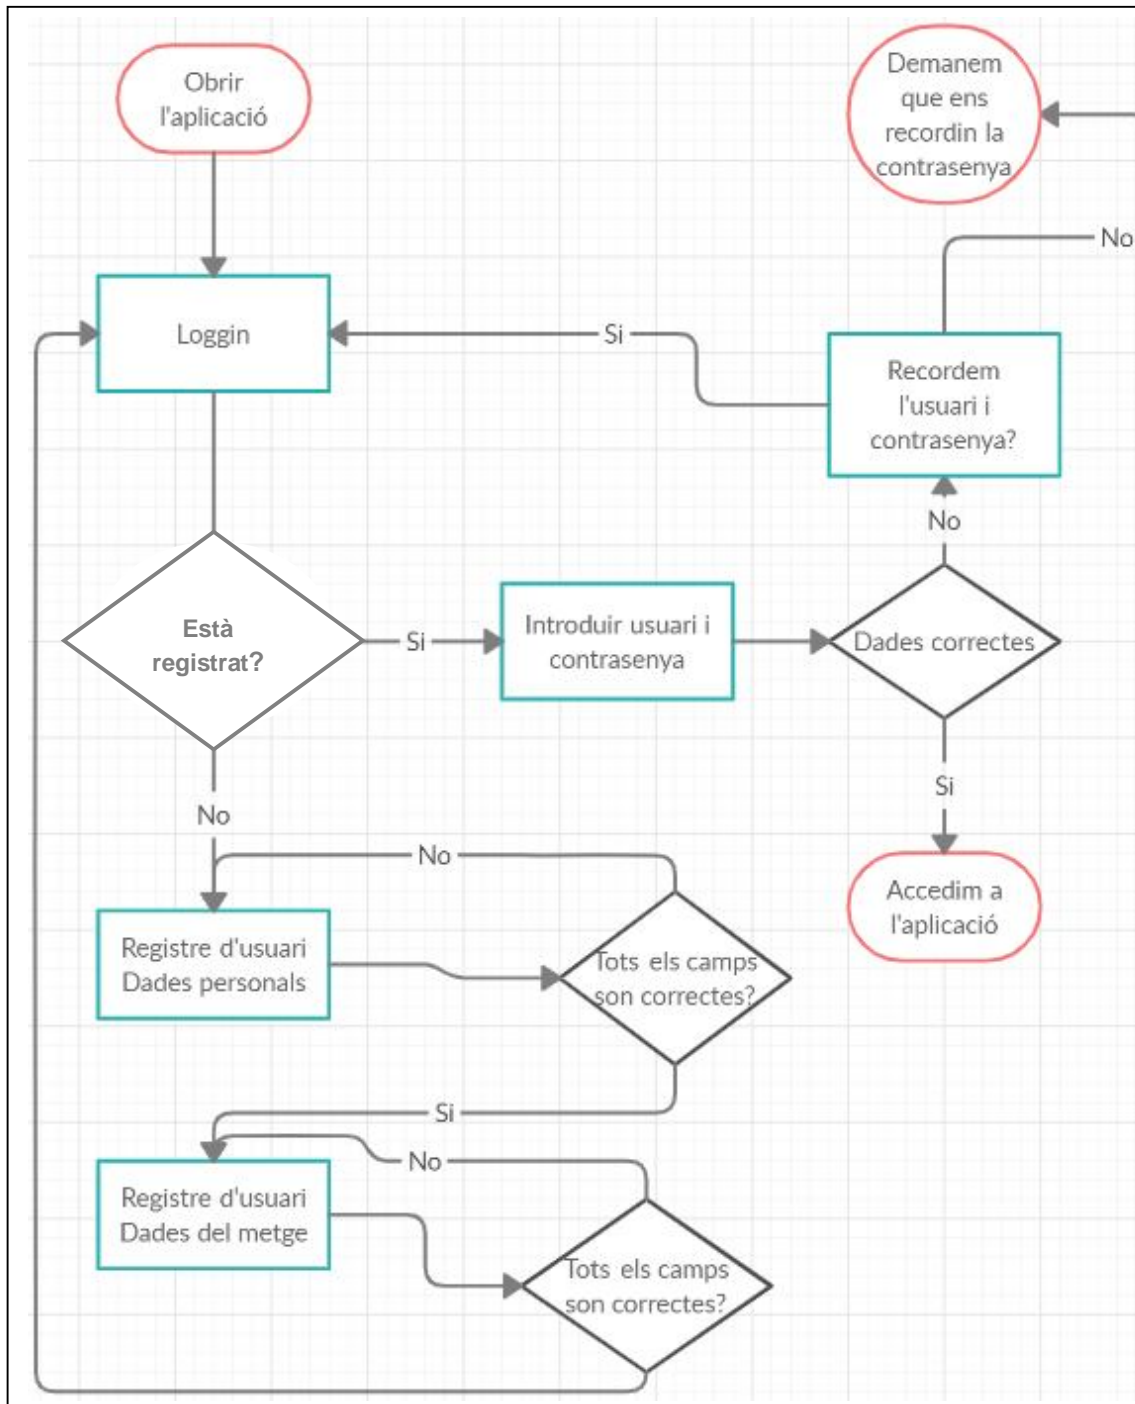 Obrir
l'aplicació
Demanem
que ens
recordin la
contrasenya
No
Loggin
Si
Recordem
l'usuari i
contrasenya?
No
Està
registrat?
Si
Introduir usuari i
contrasenya
Dades correctes
No
Si
No
Accedim a
l'aplicació
Registre d'usuari
Dades personals
Tots els camps
son correctes?
Si
No
Registre d'usuari
Dades del metge
Tots els camps
son correctes?